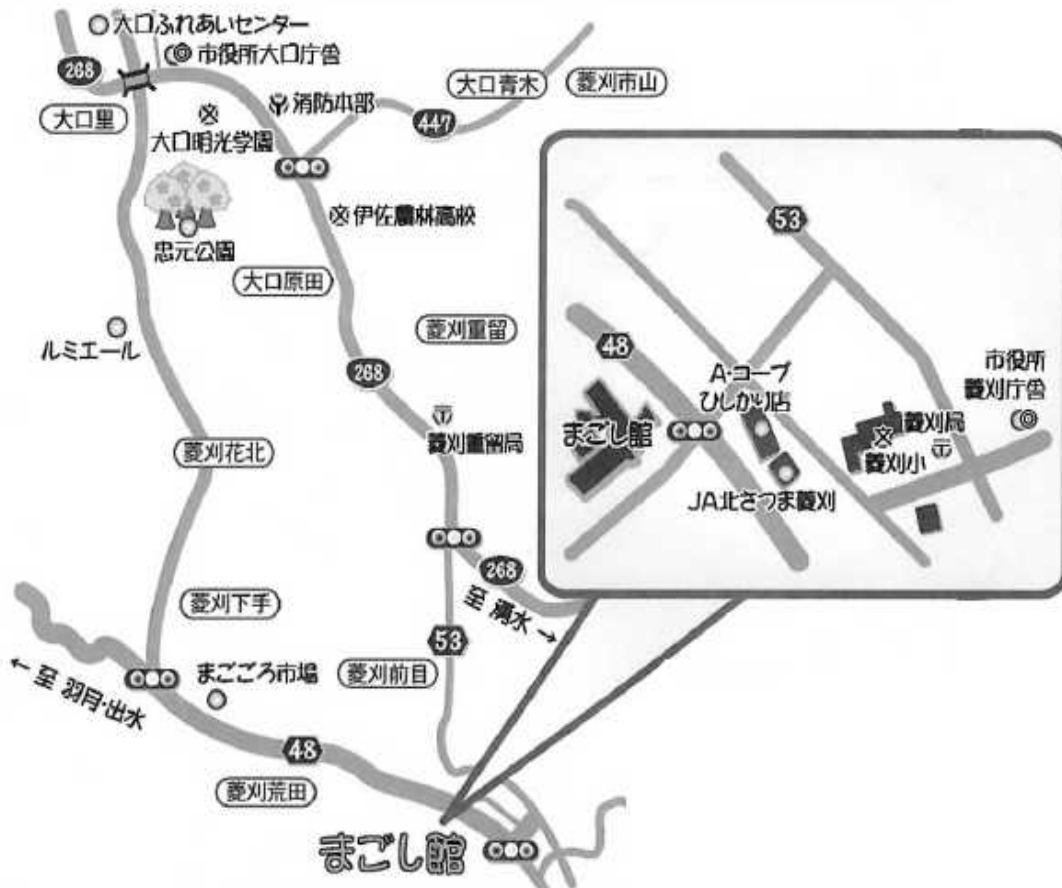 大口ふれあいセンター
市役所大口庁舎
268
大口里
大口明光学園
消防本部
大口青木
菱刈市山
447
忠元公園
伊佐農林高校
大口原田
ルミエール
菱刈重留
268
菱刈重留局
菱刈花北
268
至 湧水 →
菱刈下手
53
← 至 羽月・出水
まごころ市場
菱刈前目
48
菱刈荒田
まごし館
53
48
A・コープ
ひしかり店
まごし館
JA北さつま菱刈
市役所
菱刈庁舎
菱刈局
菱刈小